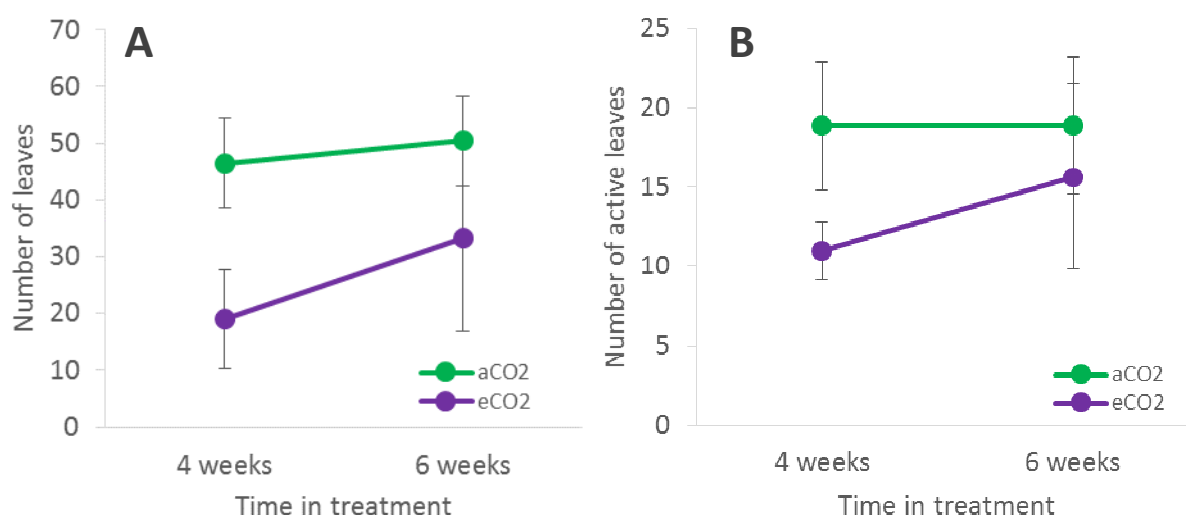 A
70
60
50
40
30
20
10
0
Number of leaves
4 weeks
6 weeks
Time in treatment
aCO2
eCO2
B
25
20
15
10
5
0
Number of active leaves
4 weeks
6 weeks
Time in treatment
aCO2
eCO2